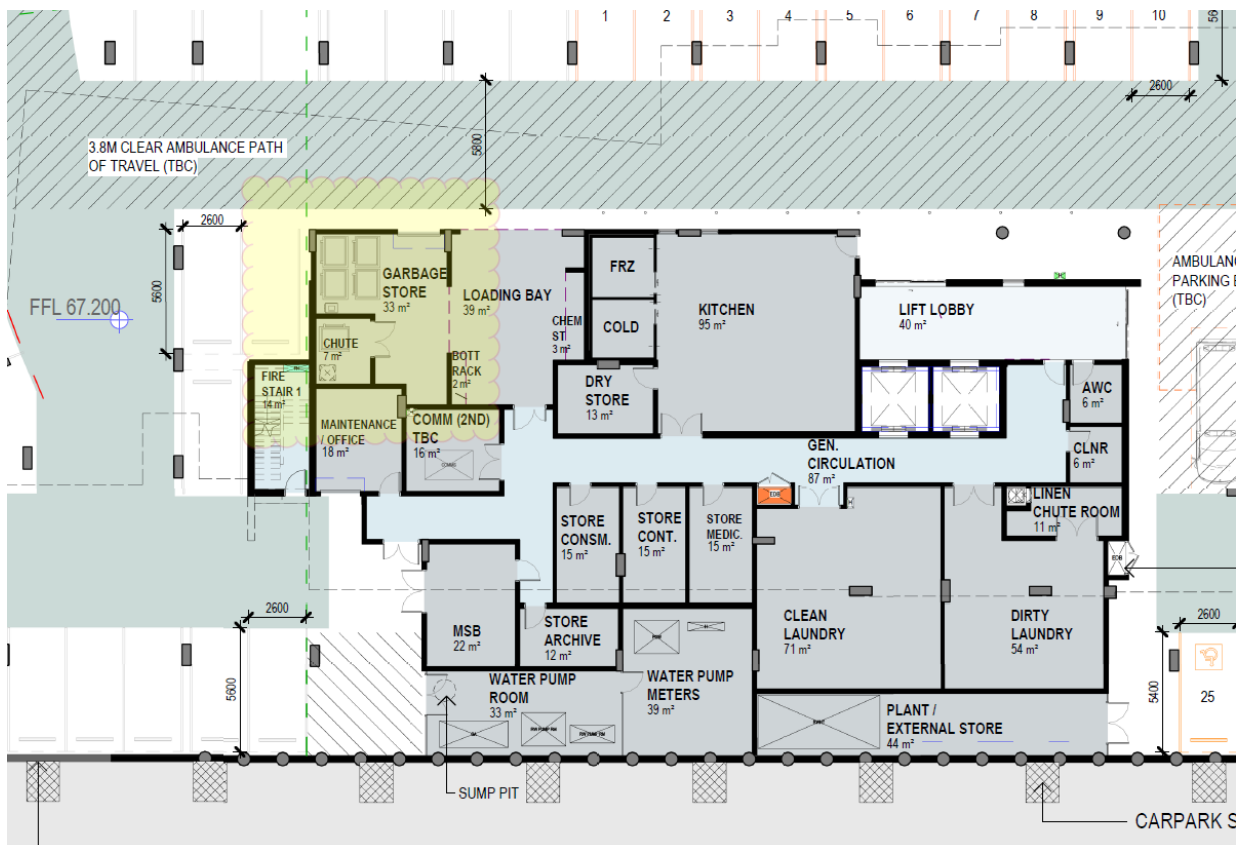 1 2 3 4 5 6 7 8 9 10
2600
5800
3.8M CLEAR AMBULANCE PATH
OF TRAVEL (TBC)
2600
5600
FFL 67.200
GARBAGE
STORE
33 m²
LOADING BAY
39 m²
CHEM
ST
3 m²
FRZ
COLD
KITCHEN
95 m²
LIFT LOBBY
40 m²
PARKING
(TBC)
CHUTE
7 m²
BOTT
RACK
2 m²
FIRE
STAIR 1
14 m²
DRY
STORE
13 m²
AWC
6 m²
MAINTENANCE
/ OFFICE
18 m²
COMM (2ND)
TBC
16 m²
GEN.
CIRCULATION
87 m²
CLNR
6 m²
EDB
LINEN
CHUTE ROOM
11 m²
STORE
CONSM.
15 m²
STORE
CONT.
15 m²
STORE
MEDIC.
15 m²
EDB
2600
2600
MSB
22 m²
STORE
ARCHIVE
12 m²
CLEAN
LAUNDRY
71 m²
DIRTY
LAUNDRY
54 m²
5600
WATER PUMP
ROOM
33 m²
WATER PUMP
METERS
39 m²
PLANT /
EXTERNAL STORE
44 m²
5400
25
SUMP PIT
CARPARK